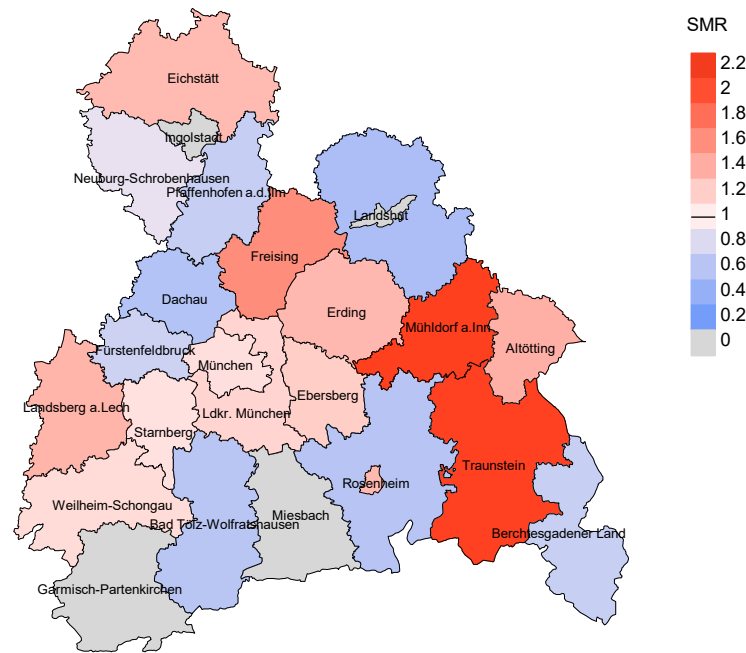 SMR
2.2
2
1.8
1.6
1.4
1.2
1
0.8
0.6
0.4
0.2
0
Eichstätt
Ingolstadt
Neuburg-Schrobenhausen
Pfaffenhofen a.d.Ilm
Landshut
Freising
Dachau
Erding
Mühldorf a.Inn
Altötting
Fürstenfeldbruck
München
Ebersberg
Landsberg a.Lech
Ldkr. München
Starnberg
Traunstein
Rosenheim
Weilheim-Schongau
Miesbach
Bad Tölz-Wolfratshausen
Berchtesgadener Land
Garmisch-Partenkirchen